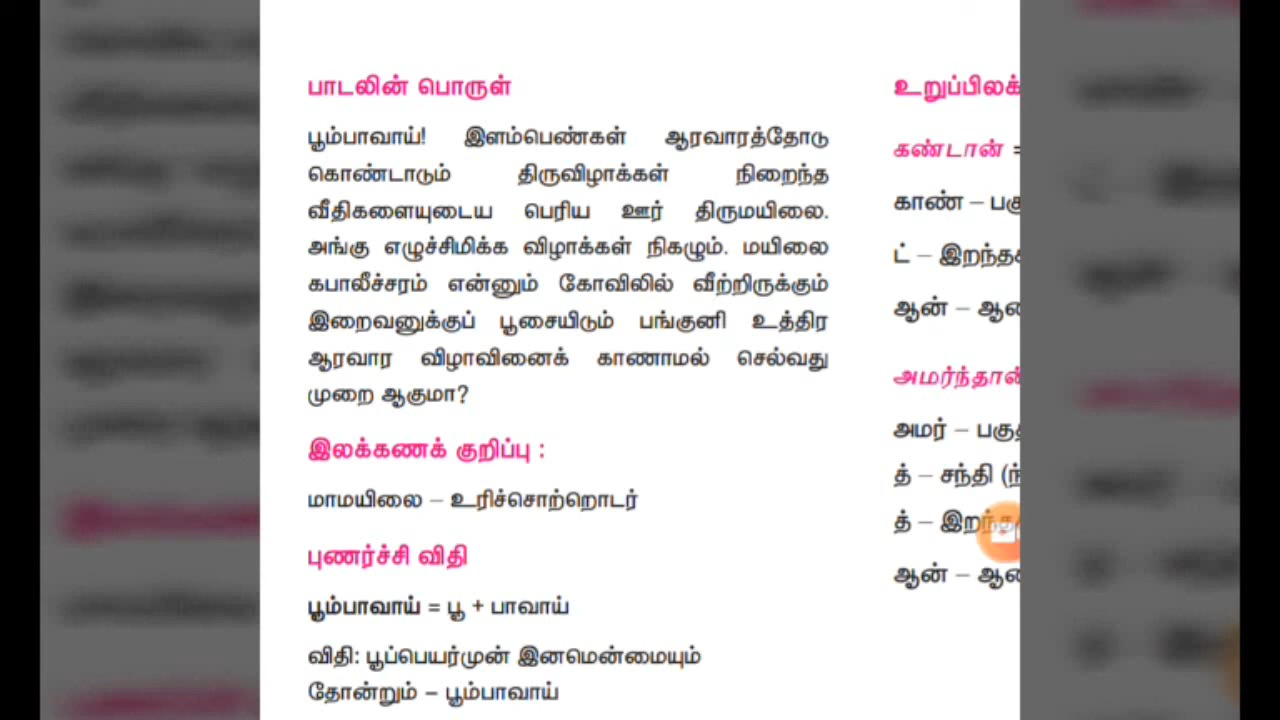 பாடலின் பொருள்
பூம்பாவாய்! இளம்பெண்கள் ஆரவாரத்தோடு
கொண்டாடும் திருவிழாக்கள் நிறைந்த
வீதிகளையுடைய பெரிய ஊர் திருமயிலை.
அங்கு எழுச்சிமிக்க விழாக்கள் நிகழும். மயிலை
கபாலீச்சரம் என்னும் கோவிலில் வீற்றிருக்கும்
இறைவனுக்குப் பூசையிடும் பங்குனி உத்திர
ஆரவார விழாவினைக் காணாமல் செல்வது
முறை ஆகுமா?
இலக்கணக் குறிப்பு :
மாமயிலை – உரிச்சொற்றொடர்
புணர்ச்சி விதி
பூம்பாவாய் = பூ + பாவாய்
விதி: பூப்பெயர்முன் இனமென்மையும்
தோன்றும் – பூம்பாவாய்
கண்டான் =
காண் –
ட் –
ஆன் –
அமர்ந்தான்
அமர் –
த் – சந்தி
த் –
ஆன் –